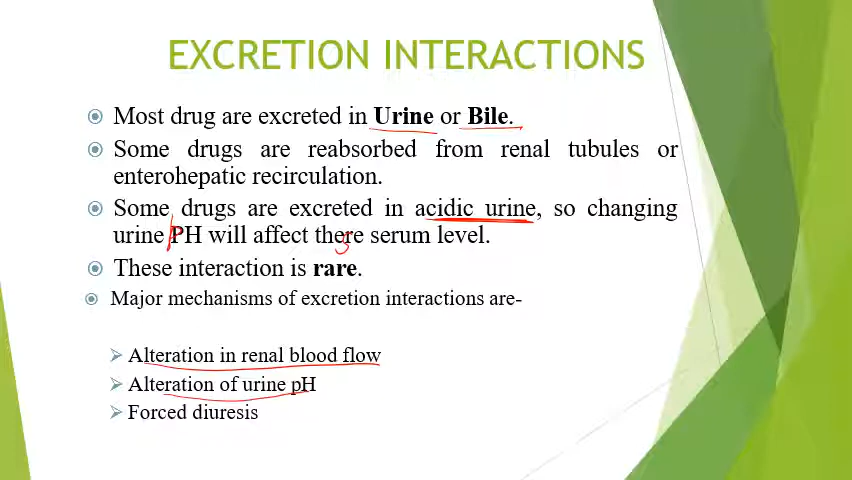 EXCRETION INTERACTIONS
Most drug are excreted in Urine or Bile.
Some drugs are reabsorbed from renal tubules or
enterohepatic recirculation.
Some drugs are excreted in acidic urine, so changing
urine PH will affect there serum level.
These interaction is rare.
Major mechanisms of excretion interactions are-
Alteration in renal blood flow
Alteration of urine pH
Forced diuresis